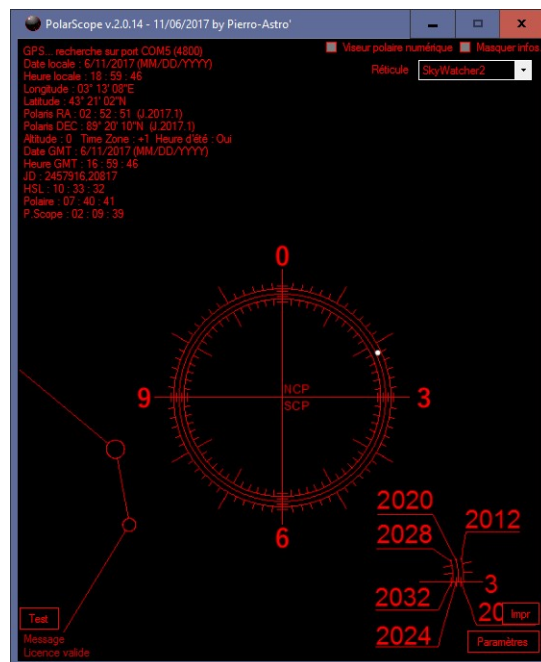 PolarScope v.2.0.14 - 11/06/2017 by Pierro-Astro'
GPS... recherche sur port COM5 (4800)
Viseur polaire numérique
Masquer infos
Date locale : 6/11/2017 (MM/DD/YYYY)
Heure locale : 18 : 59 : 46
Réticule
SkyWatcher2
Longitude : 03° 13' 08"E
Latitude : 43° 21' 02"N
Polaris RA : 02 : 52 : 51 (J.2017.1)
Polaris DEC : 89° 20' 10"N (J.2017.1)
Altitude : 0 Time Zone : +1 Heure d'été : Oui
Date GMT : 6/11/2017 (MM/DD/YYYY)
Heure GMT : 16 : 59 : 46
JD : 2457916,20817
HSL : 10 : 33 : 32
Polaire : 07 : 40 : 41
P.Scope : 02 : 09 : 39
0
NCP
9
3
SCP
6
2020
2012
2028
3
2032
20
Impr
Test
2024
Paramètres
Message
Licence valide